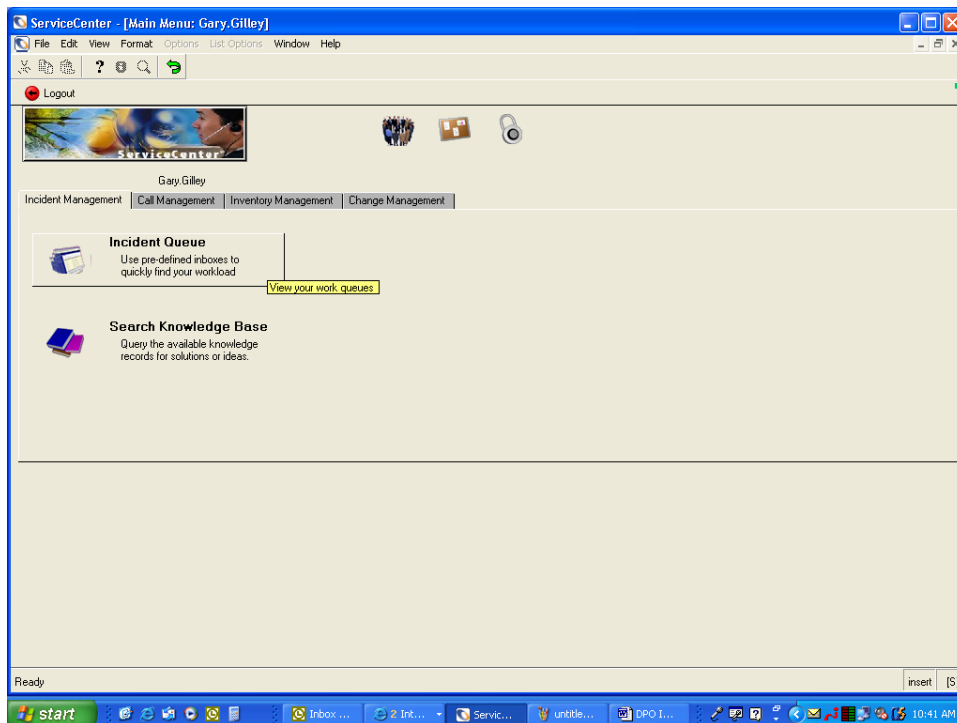 ServiceCenter - [Main Menu: Gary.Gilley]
File Edit View Format Options List Options Window Help
Logout
ServiceCenter
Gary.Gilley
Incident Management Call Management Inventory Management Change Management
Incident Queue
Use pre-defined inboxes to
quickly find your workload
View your work queues
Search Knowledge Base
Query the available knowledge
records for solutions or ideas.
Ready insert [S
start Inbox ... 2 Int... Servic... untitle... DPO I... 10:41 AM